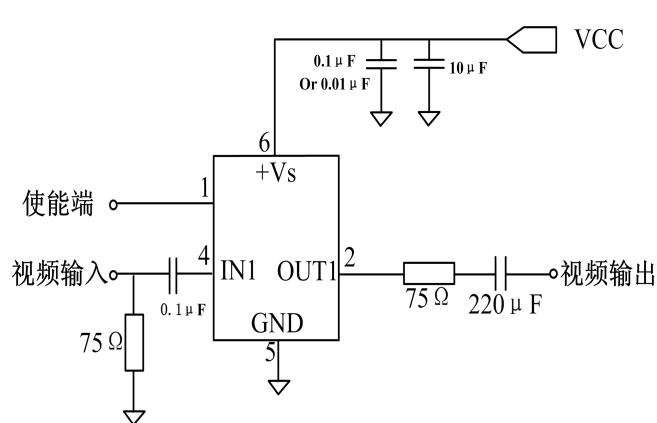 VCC
0.1μF
Or 0.01μF
10μF
6
+Vs
使能端
1
视频输入
4
IN1
OUT1
2
视频输出
0.1μF
75Ω
220μF
75Ω
GND
5